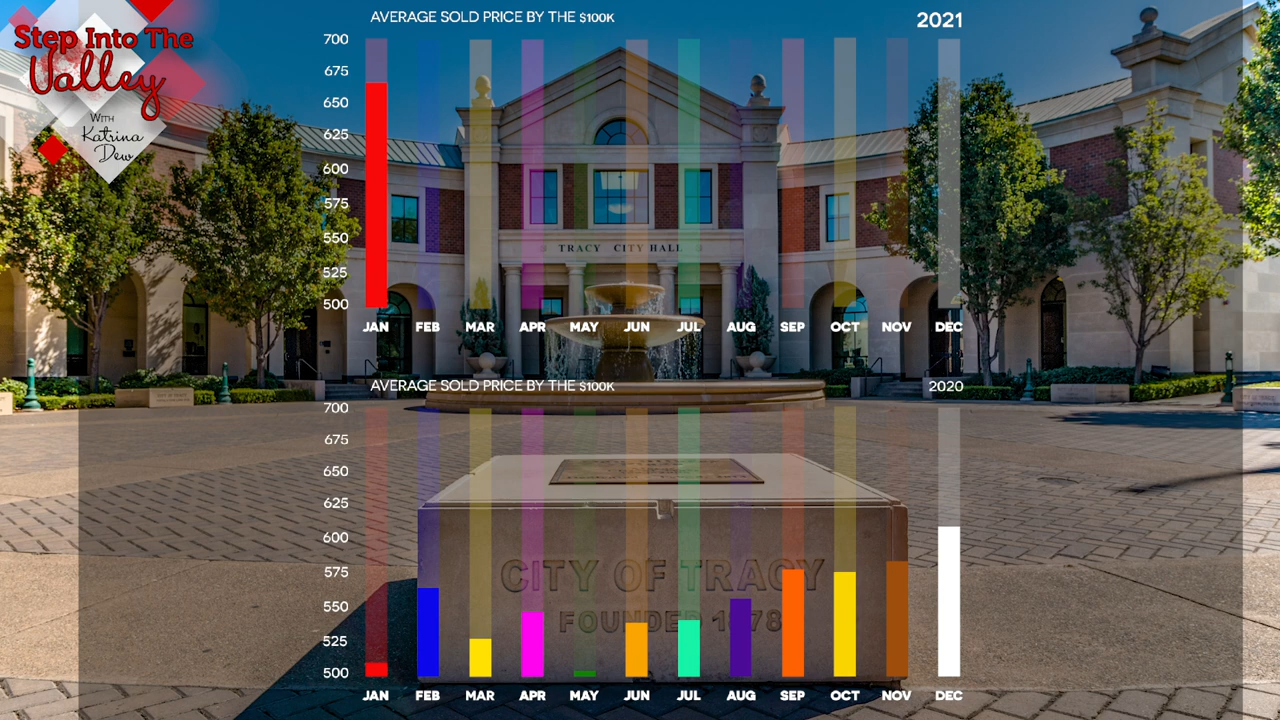 Step Into The
Valley
WITH
Katrina
Dew
AVERAGE SOLD PRICE BY THE $100K
2021
700
675
650
625
600
575
550
525
500
TRACY CITY HALL
JAN FEB MAR APR MAY JUN JUL AUG SEP OCT NOV DEC
AVERAGE SOLD PRICE BY THE $100K
2020
700
675
650
625
600
575
550
525
500
CITY OF TRACY
FOUNDED 1878
JAN FEB MAR APR MAY JUN JUL AUG SEP OCT NOV DEC